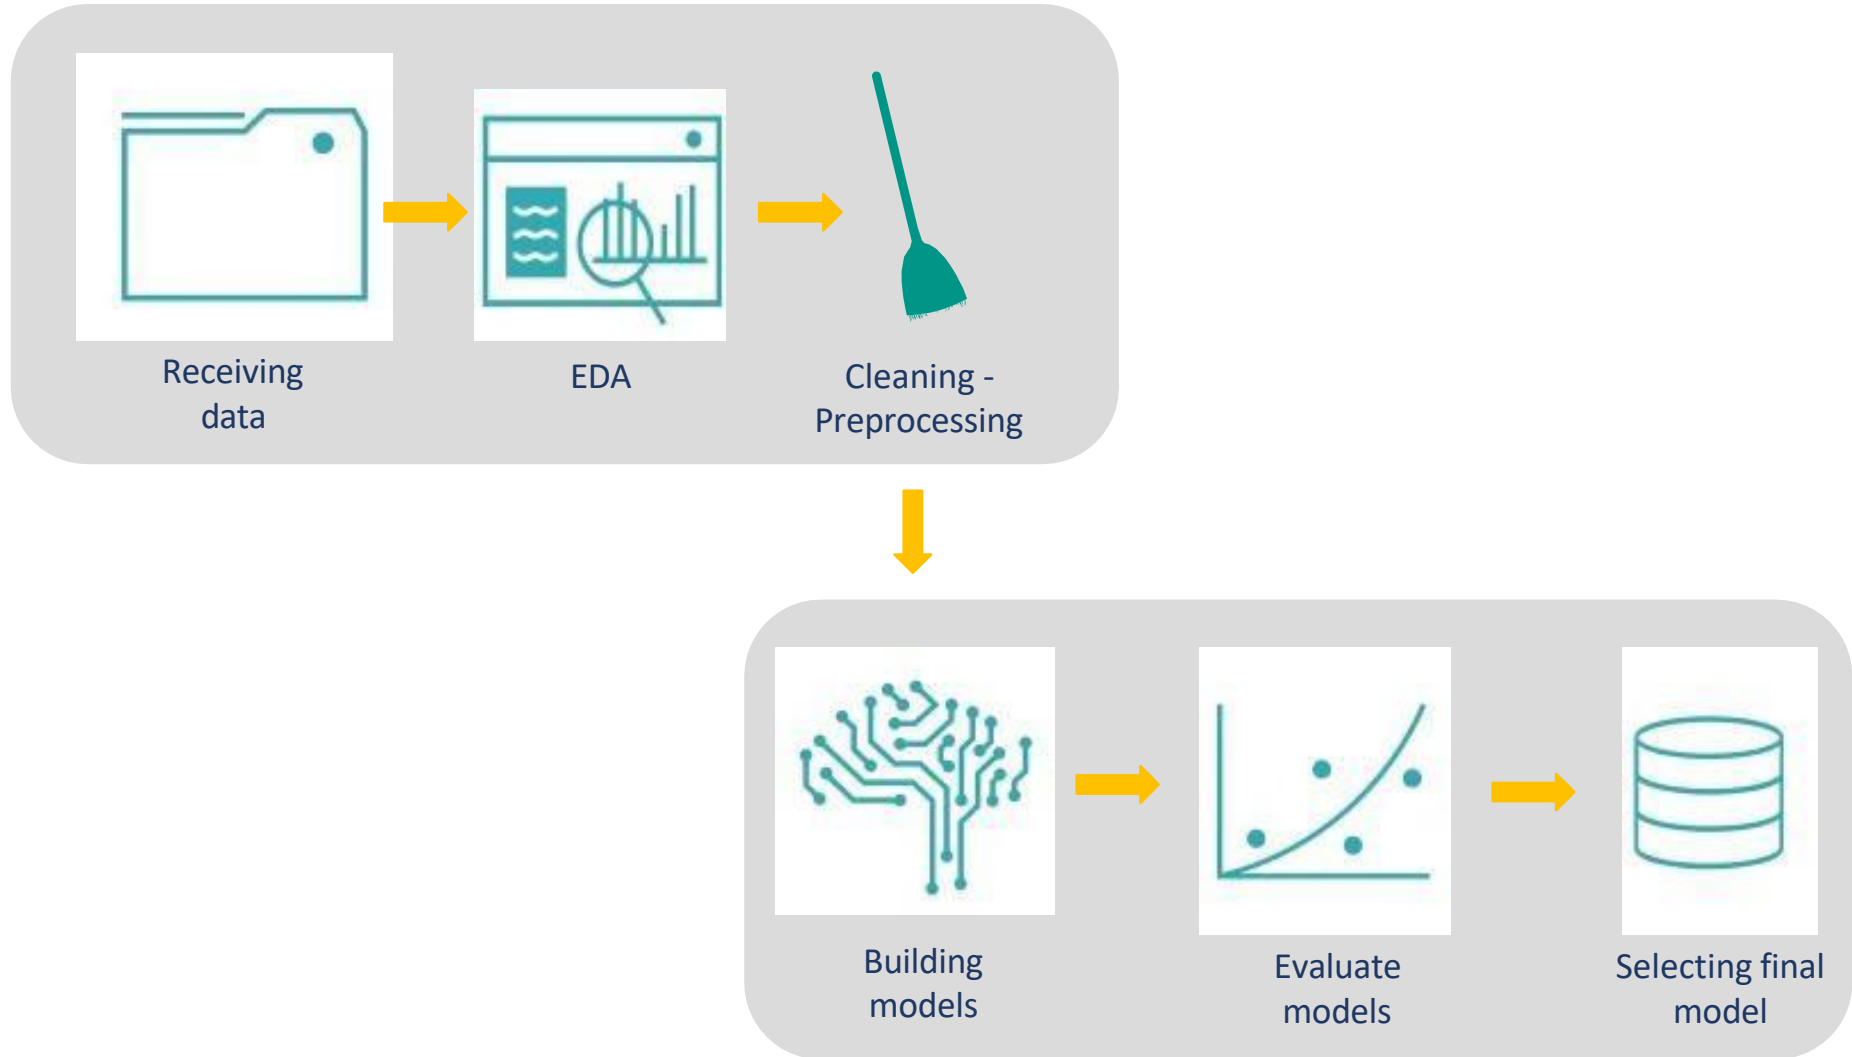 Receiving
data
EDA
Cleaning -
Preprocessing
Building
models
Evaluate
models
Selecting final
model